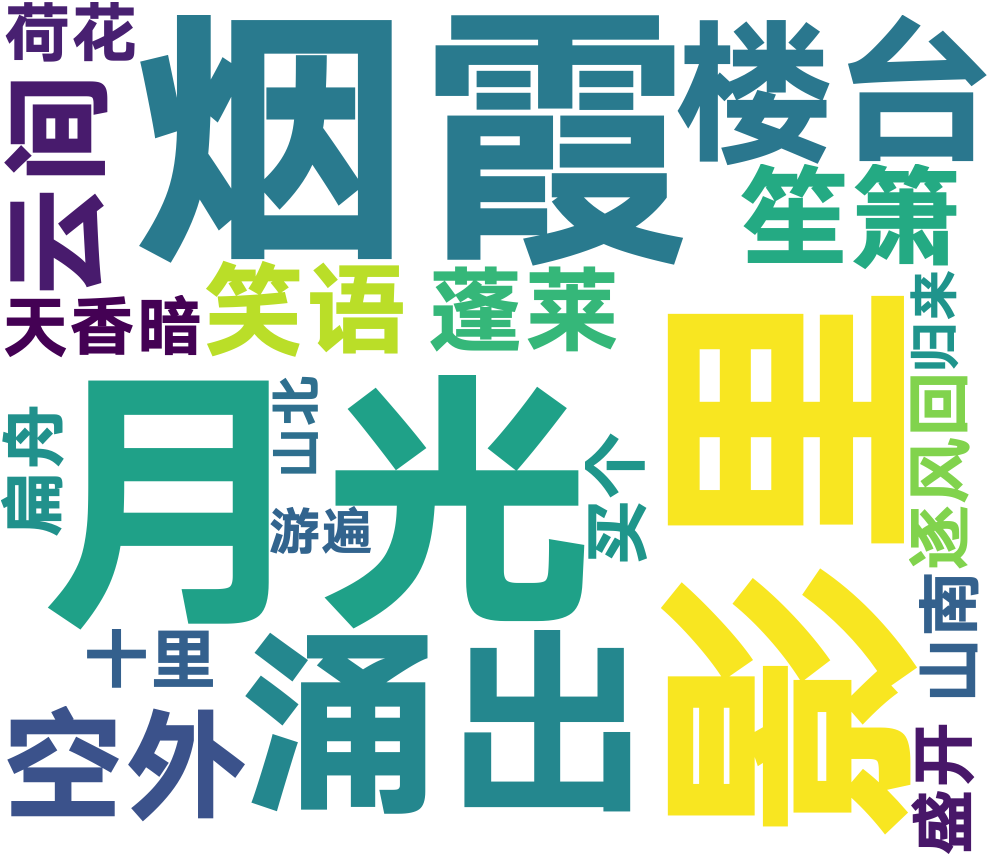 荷花
烟霞
楼台
云间
笙箫
天香暗
笑语
蓬莱
归来
里影
月光
山北
扁舟
买个
逐风回
游遍
山南
十里
涌出
空外
盛开